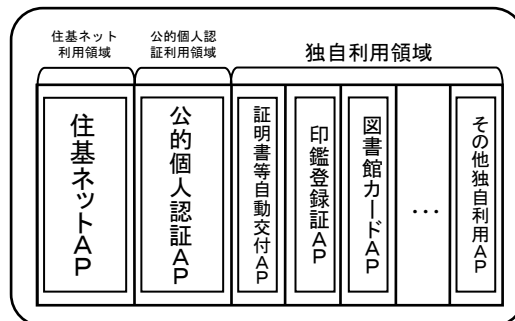 住基ネット
利用領域
公的個人認
証利用領域
独自利用領域
住基ネットAP
公的個人認証AP
証明書等自動交付AP
印鑑登録証AP
図書館カードAP
…
その他独自利用AP